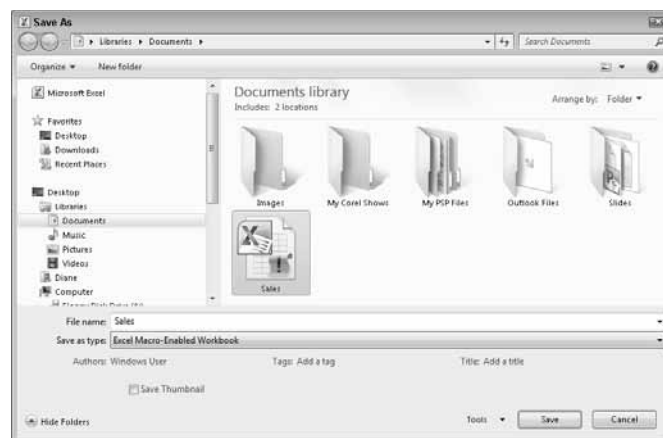 Save As
Libraries Documents
Search Documents
Organize New folder
Microsoft Excel
Favorites
Desktop
Downloads
Recent Places
Desktop
Libraries
Documents
Music
Pictures
Videos
Diane
Computer
Documents library
Includes: 2 locations
Arrange by: Folder
Images My Corel Shows My PSP Files Outlook Files Slides
Sales
File name: Sales
Save as type: Excel Macro-Enabled Workbook
Authors: Windows User Tags: Add a tag Title: Add a title
Save Thumbnail
Hide Folders Tools Save Cancel